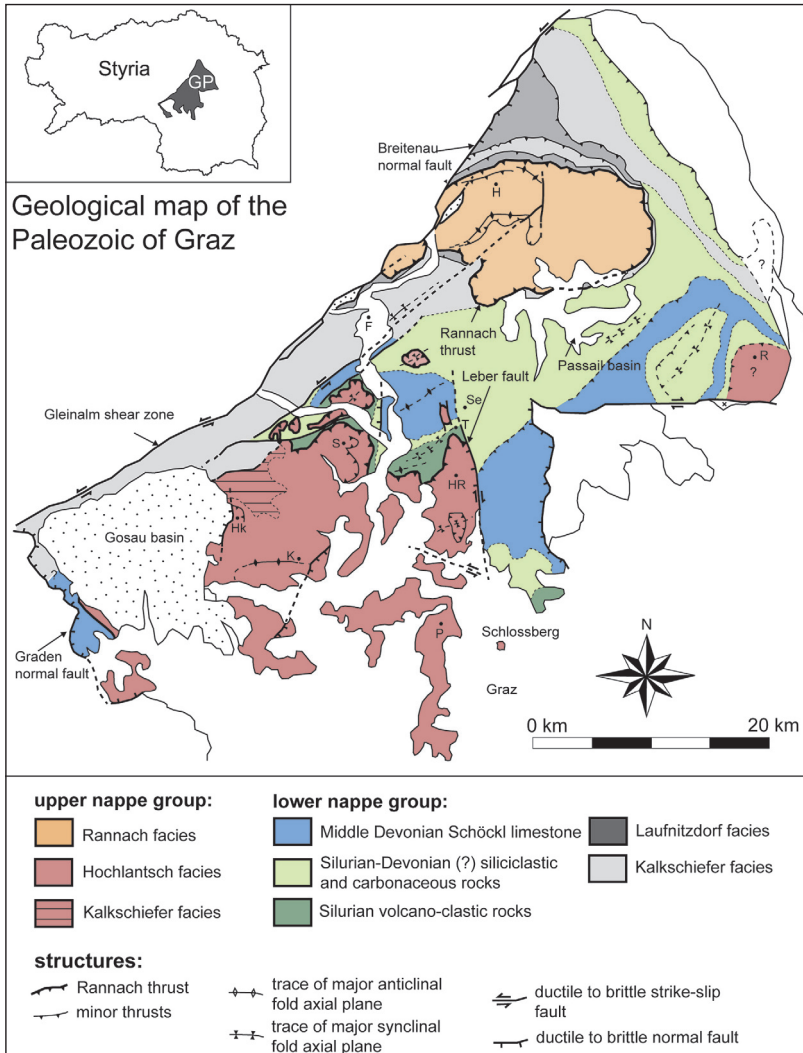 Styria
GP
Geological map of the
Paleozoic of Graz
Breitenau
normal fault
H
F
Rannach
thrust
Passail basin
R
?
?
Leber fault
Se
T
Gleinalm shear zone
S
HR
Hk
Gosau basin
K
P
Schlossberg
Graz
Graden
normal fault
N
0 km
20 km
upper nappe group:
Rannach facies
Hochlantsch facies
Kalkschiefer facies
lower nappe group:
Middle Devonian Schöckl limestone
Silurian-Devonian (?) siliciclastic
and carbonaceous rocks
Silurian volcano-clastic rocks
Laufnitzdorf facies
Kalkschiefer facies
structures:
Rannach thrust
minor thrusts
trace of major anticlinal
fold axial plane
trace of major synclinal
fold axial plane
ductile to brittle strike-slip
fault
ductile to brittle normal fault